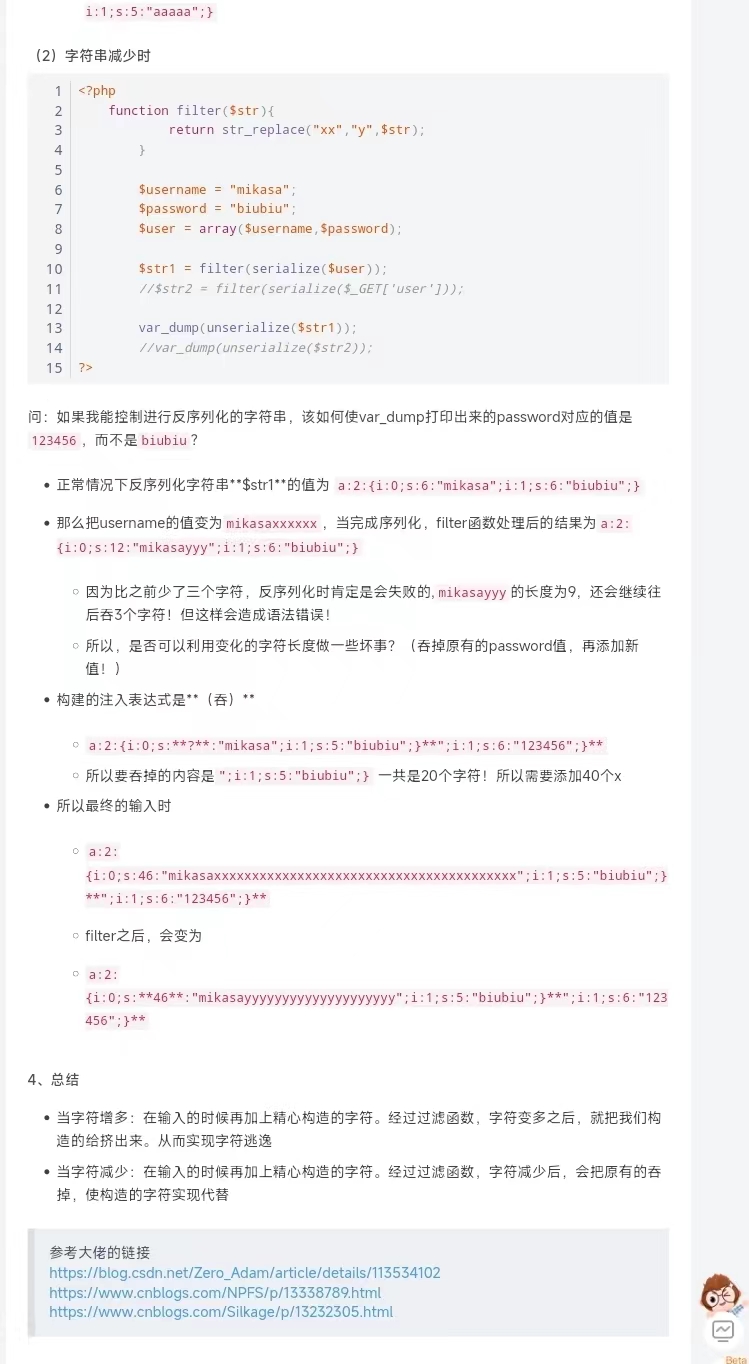 i:1;s:5:"aaaaa";}
（2）字符串减少时
1 <?php
2 function filter($str){
3 return str_replace("xx","y",$str);
4 }
5
6 $username = "mikasa";
7 $password = "biubiu";
8 $user = array($username,$password);
9
10 $str1 = filter(serialize($user));
11 //$str2 = filter(serialize($_GET['user']));
12
13 var_dump(unserialize($str1));
14 //var_dump(unserialize($str2));
15 ?>
问：如果我能控制进行反序列化的字符串，该如何使var_dump打印出来的password对应的值是
123456，而不是biubiu？
• 正常情况下反序列化字符串**$str1**的值为 a:2:{i:0;s:6:"mikasa";i:1;s:6:"biubiu";}
• 那么把username的值变为mikasaxxxxxx，当完成序列化，filter函数处理后的结果为a:2:
{i:0;s:12:"mikasayyy";i:1;s:6:"biubiu";}
○ 因为比之前少了三个字符，反序列化时肯定是会失败的,mikasayyy的长度为9，还会继续往
后吞3个字符！但这样会造成语法错误！
○ 所以，是否可以利用变化的字符长度做一些坏事？（吞掉原有的password值，再添加新
值！）
• 构建的注入表达式是**（吞）**
○ a:2:{i:0;s:**?**:"mikasa";i:1;s:5:"biubiu";}**";i:1;s:6:"123456";}**
○ 所以要吞掉的内容是";i:1;s:5:"biubiu";} 一共是20个字符！所以需要添加40个x
• 所以最终的输入时
○ a:2:
{i:0;s:46:"mikasaxxxxxxxxxxxxxxxxxxxxxxxxxxxxxxxxxxxxxxxx";i:1;s:5:"biubiu";}
**";i:1;s:6:"123456";}**
○ filter之后，会变为
○ a:2:
{i:0;s:**46**:"mikasayyyyyyyyyyyyyyyyyyyy";i:1;s:5:"biubiu";}**";i:1;s:6:"123
456";}**
4、总结
• 当字符增多：在输入的时候再加上精心构造的字符。经过过滤函数，字符变多之后，就把我们构
造的给挤出来。从而实现字符逃逸
• 当字符减少：在输入的时候再加上精心构造的字符。经过过滤函数，字符减少后，会把原有的吞
掉，使构造的字符实现代替
参考大佬的链接
https://blog.csdn.net/Zero_Adam/article/details/113534102
https://www.cnblogs.com/NPFS/p/13338789.html
https://www.cnblogs.com/Silkage/p/13232305.html
Beta